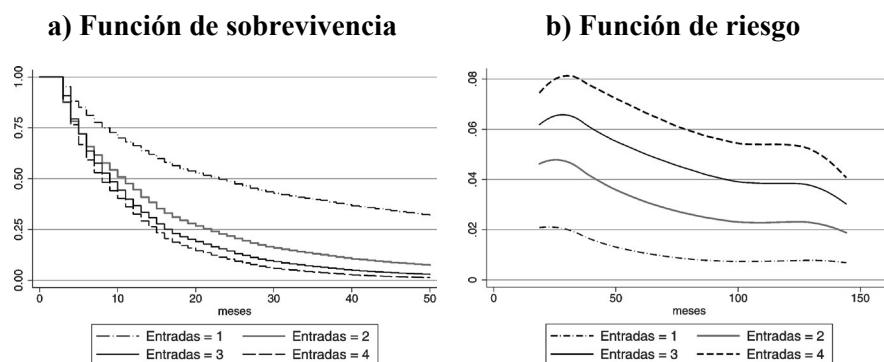 a) Función de sobrevivencia
1.00
0.75
0.50
0.25
0.00
0 10 20 30 40 50
meses
Entradas = 1 Entradas = 2
Entradas = 3 Entradas = 4
b) Función de riesgo
.08
.06
.04
.02
0
0 50 100 150
meses
Entradas = 1 Entradas = 2
Entradas = 3 Entradas = 4